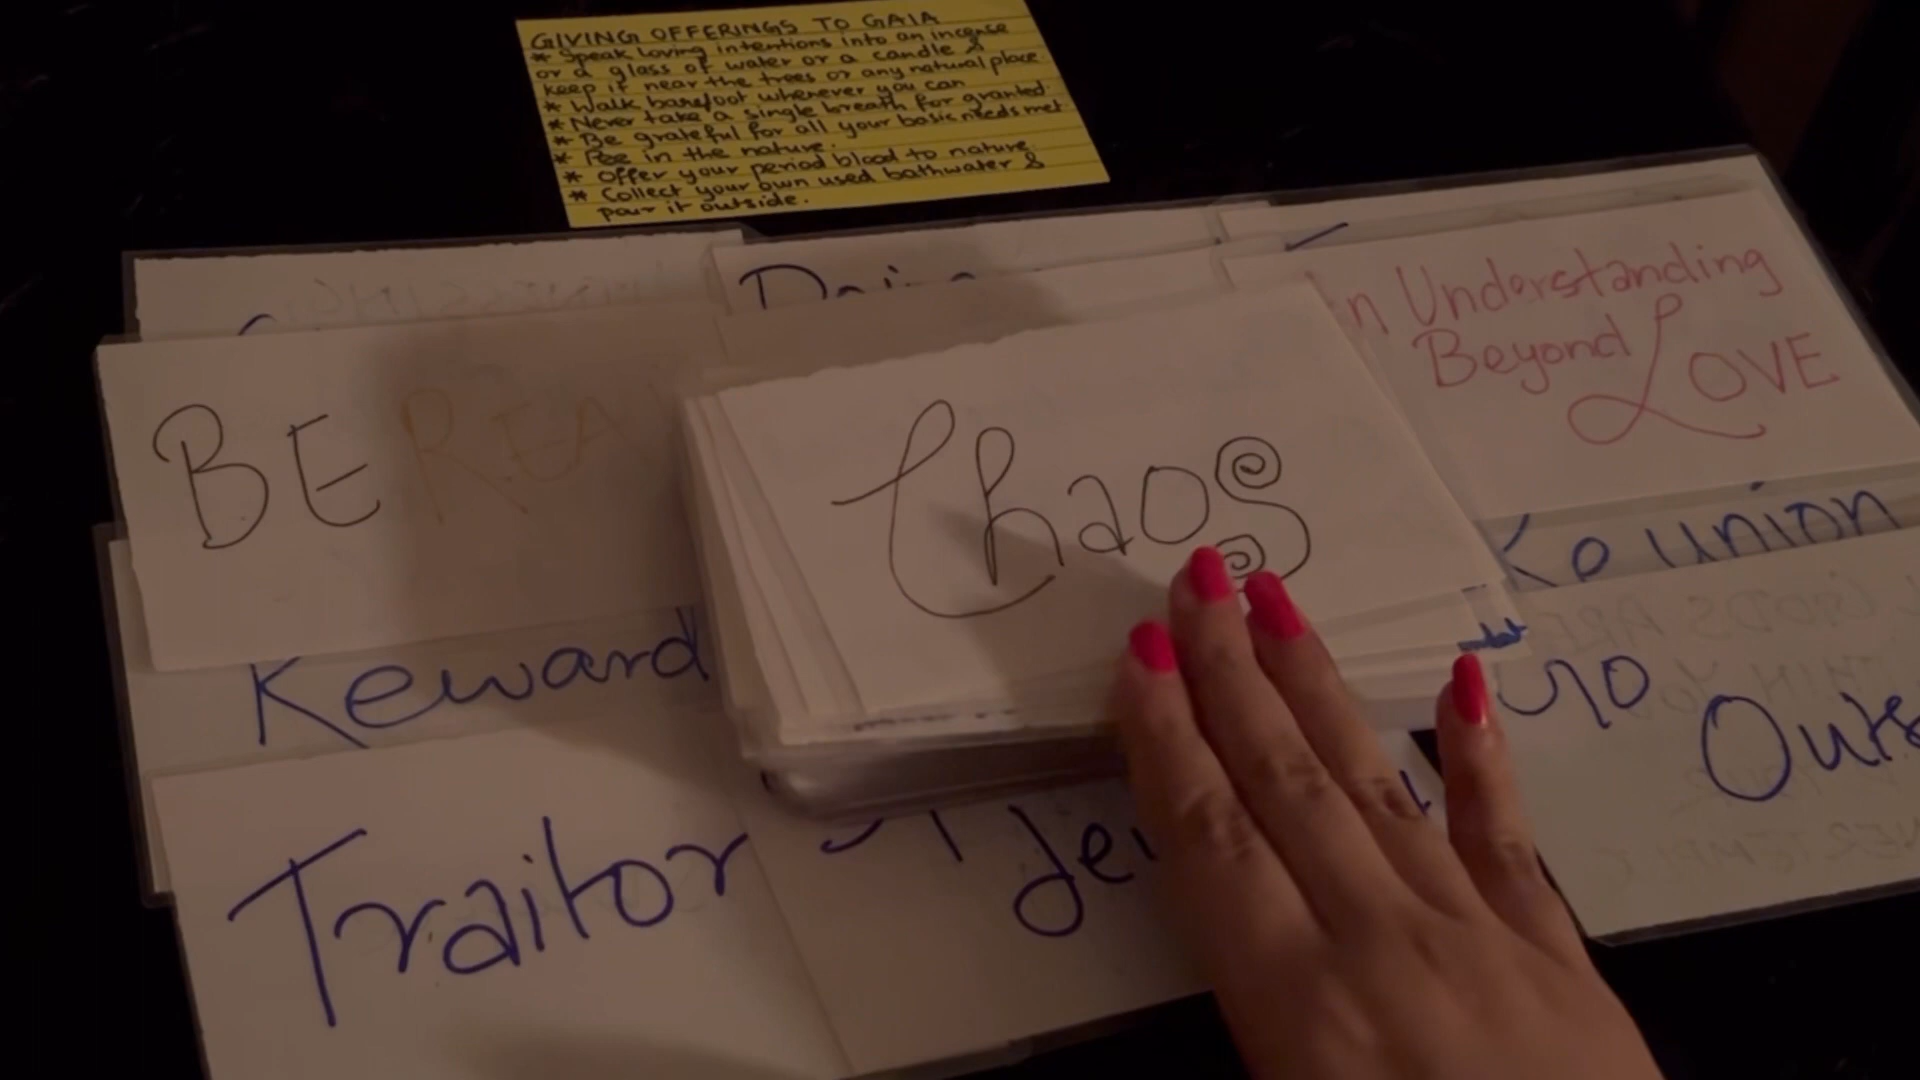 GIVING OFFERINGS TO GAIA
* Speak loving intentions into an incense
or a glass of water or a candle &
keep it near the trees or any natural place.
* Walk barefoot wherever you can
* Never take a single breath for granted.
* Be grateful for all your basic needs met
* Pee in the nature.
* Offer your period blood to nature
* Collect your own used bathwater &
pour it outside.
n Understanding
Beyond
LOVE
BE REA
Chaos
Reunion
Reward
Outs
Traitor